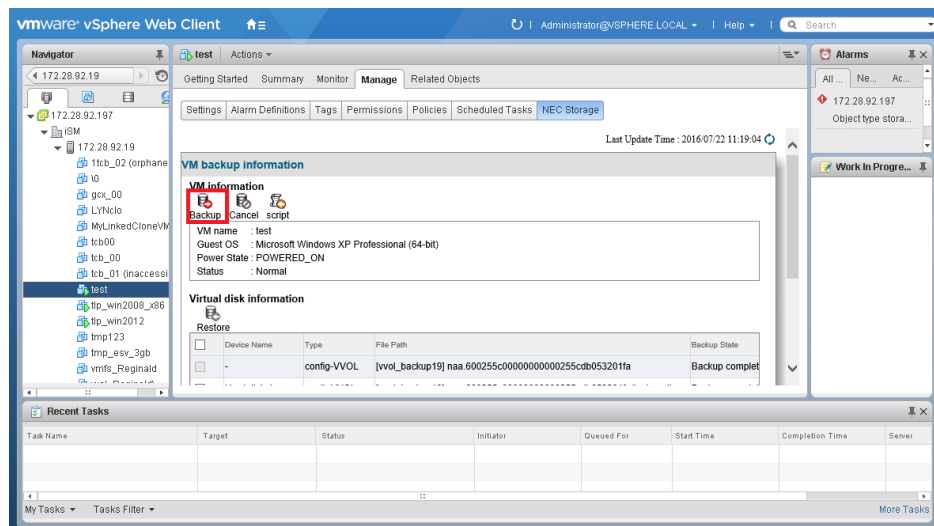 vmware® vSphere Web Client
Administrator@VSPHERE.LOCAL
Help
Search
Navigator
172.28.92.19
172.28.92.197
iSM
172.28.92.19
1tcb_02 (orphane
\0
gcx_00
LYNclo
MyLinkedCloneVM
tcb00
tcb_00
tcb_01 (inaccessi
test
tlp_win2008_x86
tlp_win2012
tmp123
tmp_esv_3gb
vmfs_Reginald
test Actions
Getting Started Summary Monitor Manage Related Objects
Settings Alarm Definitions Tags Permissions Policies Scheduled Tasks NEC Storage
Last Update Time : 2016/07/22 11:19:04
VM backup information
VM information
Backup Cancel script
VM name : test
Guest OS : Microsoft Windows XP Professional (64-bit)
Power State : POWERED_ON
Status : Normal
Virtual disk information
Restore
Device Name Type File Path Backup State
- config-VVOL [vvol_backup19] naa.600255c00000000000255cdb053201fa Backup complet
Alarms
All ... Ne... Ac...
172.28.92.197
Object type stora...
Work In Progre...
Recent Tasks
Task Name Target Status Initiator Queued For Start Time Completion Time Server
My Tasks Tasks Filter More Tasks